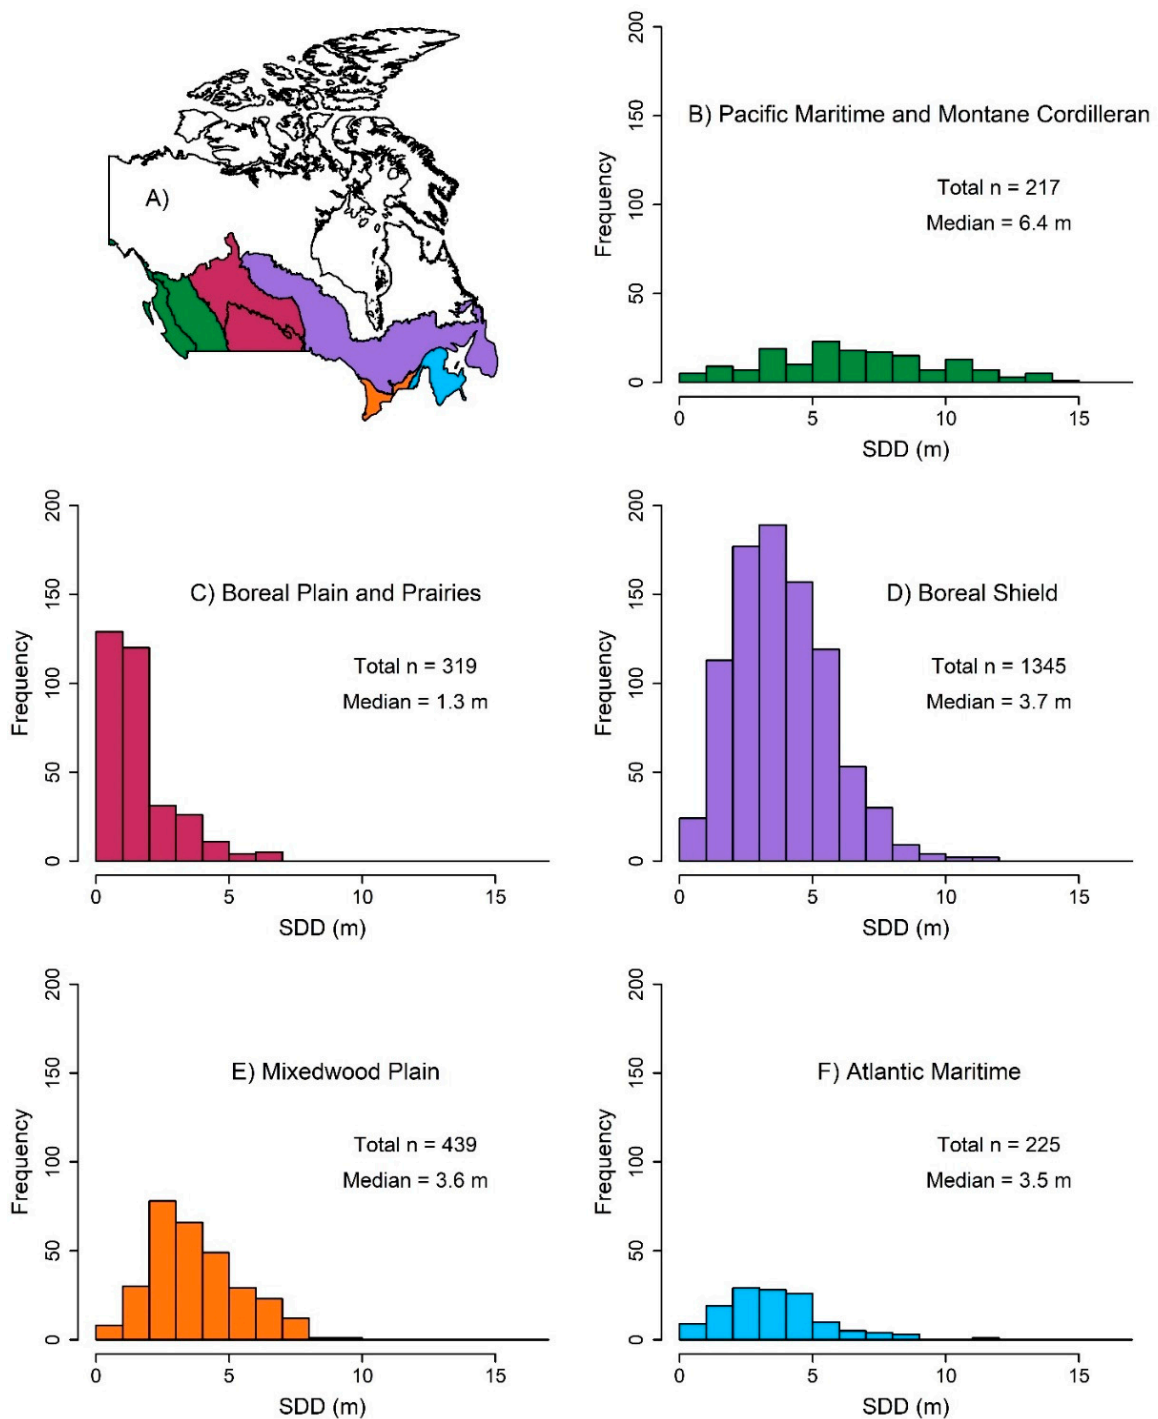 A)
200
150
100
50
0
Frequency
B) Pacific Maritime and Montane Cordilleran
Total n = 217
Median = 6.4 m
0 5 10 15
SDD (m)
200
150
100
50
0
Frequency
C) Boreal Plain and Prairies
Total n = 319
Median = 1.3 m
0 5 10 15
SDD (m)
200
150
100
50
0
Frequency
D) Boreal Shield
Total n = 1345
Median = 3.7 m
0 5 10 15
SDD (m)
200
150
100
50
0
Frequency
E) Mixedwood Plain
Total n = 439
Median = 3.6 m
0 5 10 15
SDD (m)
200
150
100
50
0
Frequency
F) Atlantic Maritime
Total n = 225
Median = 3.5 m
0 5 10 15
SDD (m)